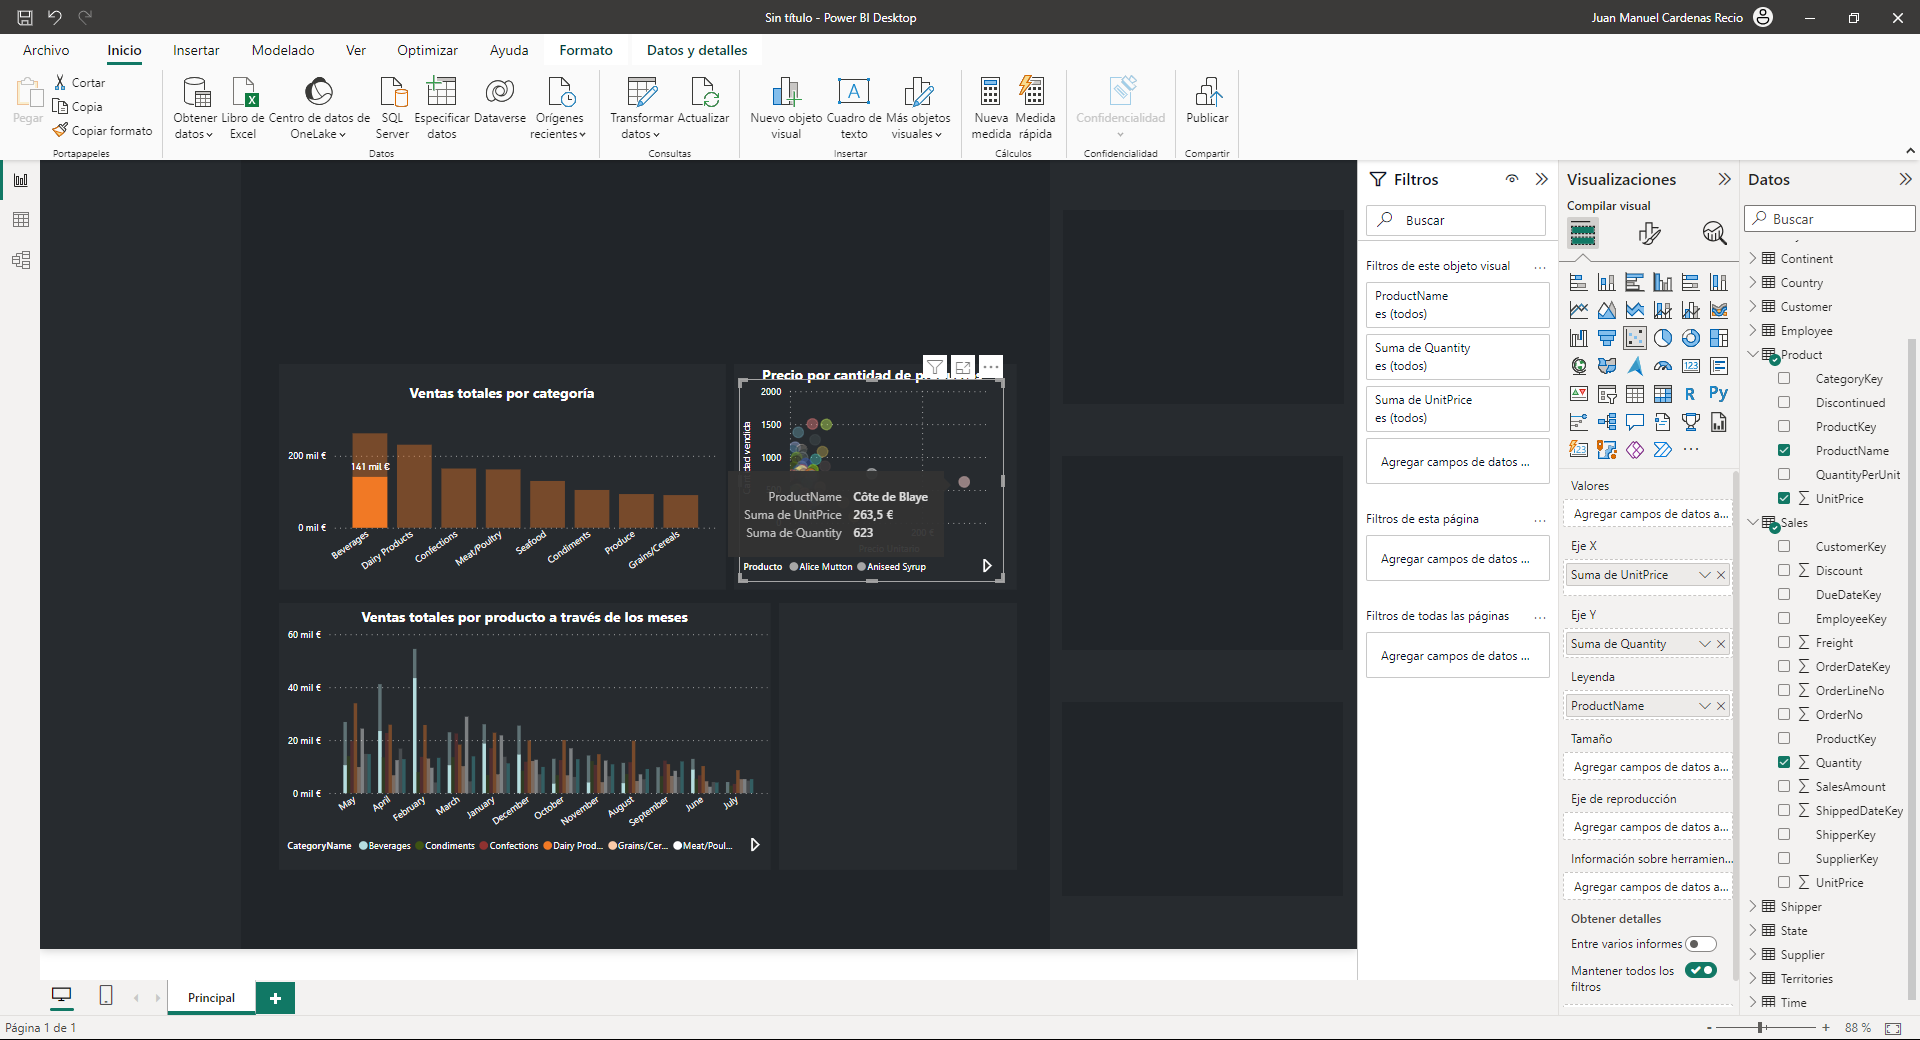 Sin título - Power BI Desktop
Juan Manuel Cardenas Recio
Archivo
Inicio
Insertar
Modelado
Ver
Optimizar
Ayuda
Formato
Datos y detalles
Pegar
Cortar
Copia
Copiar formato
Portapapeles
Obtener datos
Libro de Excel
Centro de datos de OneLake
SQL Server
Especificar datos
Dataverse
Orígenes recientes
Datos
Transformar datos
Actualizar
Consultas
Nuevo objeto visual
Cuadro de texto
Más objetos visuales
Insertar
Nueva medida
Medida rápida
Cálculos
Confidencialidad
Confidencialidad
Publicar
Compartir
Ventas totales por categoría
200 mil €
0 mil €
141 mil €
Beverages
Dairy Products
Confections
Meat/Poultry
Seafood
Condiments
Produce
Grains/Cereals
Precio por cantidad de
2000
1500
1000
Cantidad vendida
ProductName Côte de Blaye
Suma de UnitPrice 263,5 €
Suma de Quantity 623
Producto
Alice Mutton
Aniseed Syrup
Ventas totales por producto a través de los meses
60 mil €
40 mil €
20 mil €
0 mil €
May
April
February
March
January
December
October
November
August
September
June
July
CategoryName
Beverages
Condiments
Confections
Dairy Prod...
Grains/Cer...
Meat/Poul...
Filtros
Buscar
Filtros de este objeto visual
ProductName
es (todos)
Suma de Quantity
es (todos)
Suma de UnitPrice
es (todos)
Agregar campos de datos ...
Filtros de esta página
Agregar campos de datos ...
Filtros de todas las páginas
Agregar campos de datos ...
Visualizaciones
Compilar visual
R
Py
123
Valores
Agregar campos de datos a...
Eje X
Suma de UnitPrice
Eje Y
Suma de Quantity
Leyenda
ProductName
Tamaño
Agregar campos de datos a...
Eje de reproducción
Agregar campos de datos a...
Información sobre herramien...
Agregar campos de datos a...
Obtener detalles
Entre varios informes
Mantener todos los filtros
Datos
Buscar
Continent
Country
Customer
Employee
Product
CategoryKey
Discontinued
ProductKey
ProductName
QuantityPerUnit
UnitPrice
Sales
CustomerKey
Discount
DueDateKey
EmployeeKey
Freight
OrderDateKey
OrderLineNo
OrderNo
ProductKey
Quantity
SalesAmount
ShippedDateKey
ShipperKey
SupplierKey
UnitPrice
Shipper
State
Supplier
Territories
Time
Principal
Página 1 de 1
88 %